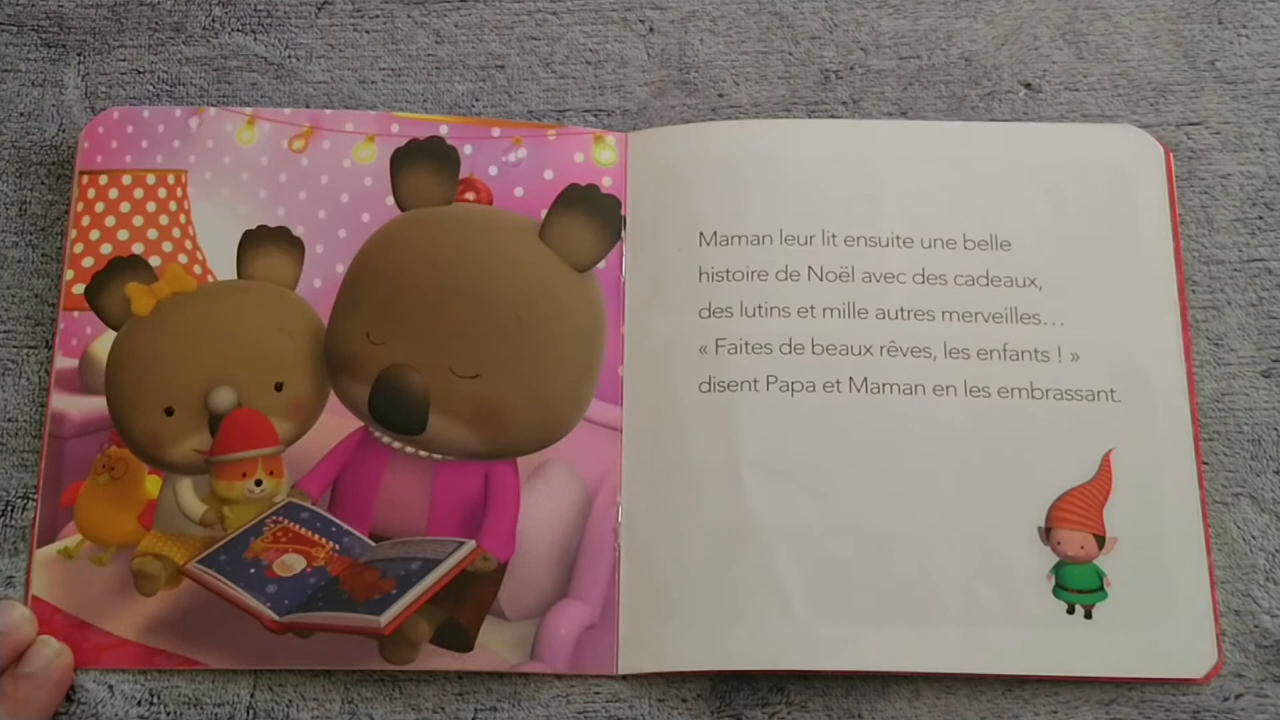 Maman leur lit ensuite une belle
histoire de Noël avec des cadeaux,
des lutins et mille autres merveilles…
« Faites de beaux rêves, les enfants ! »
disent Papa et Maman en les embrassant.